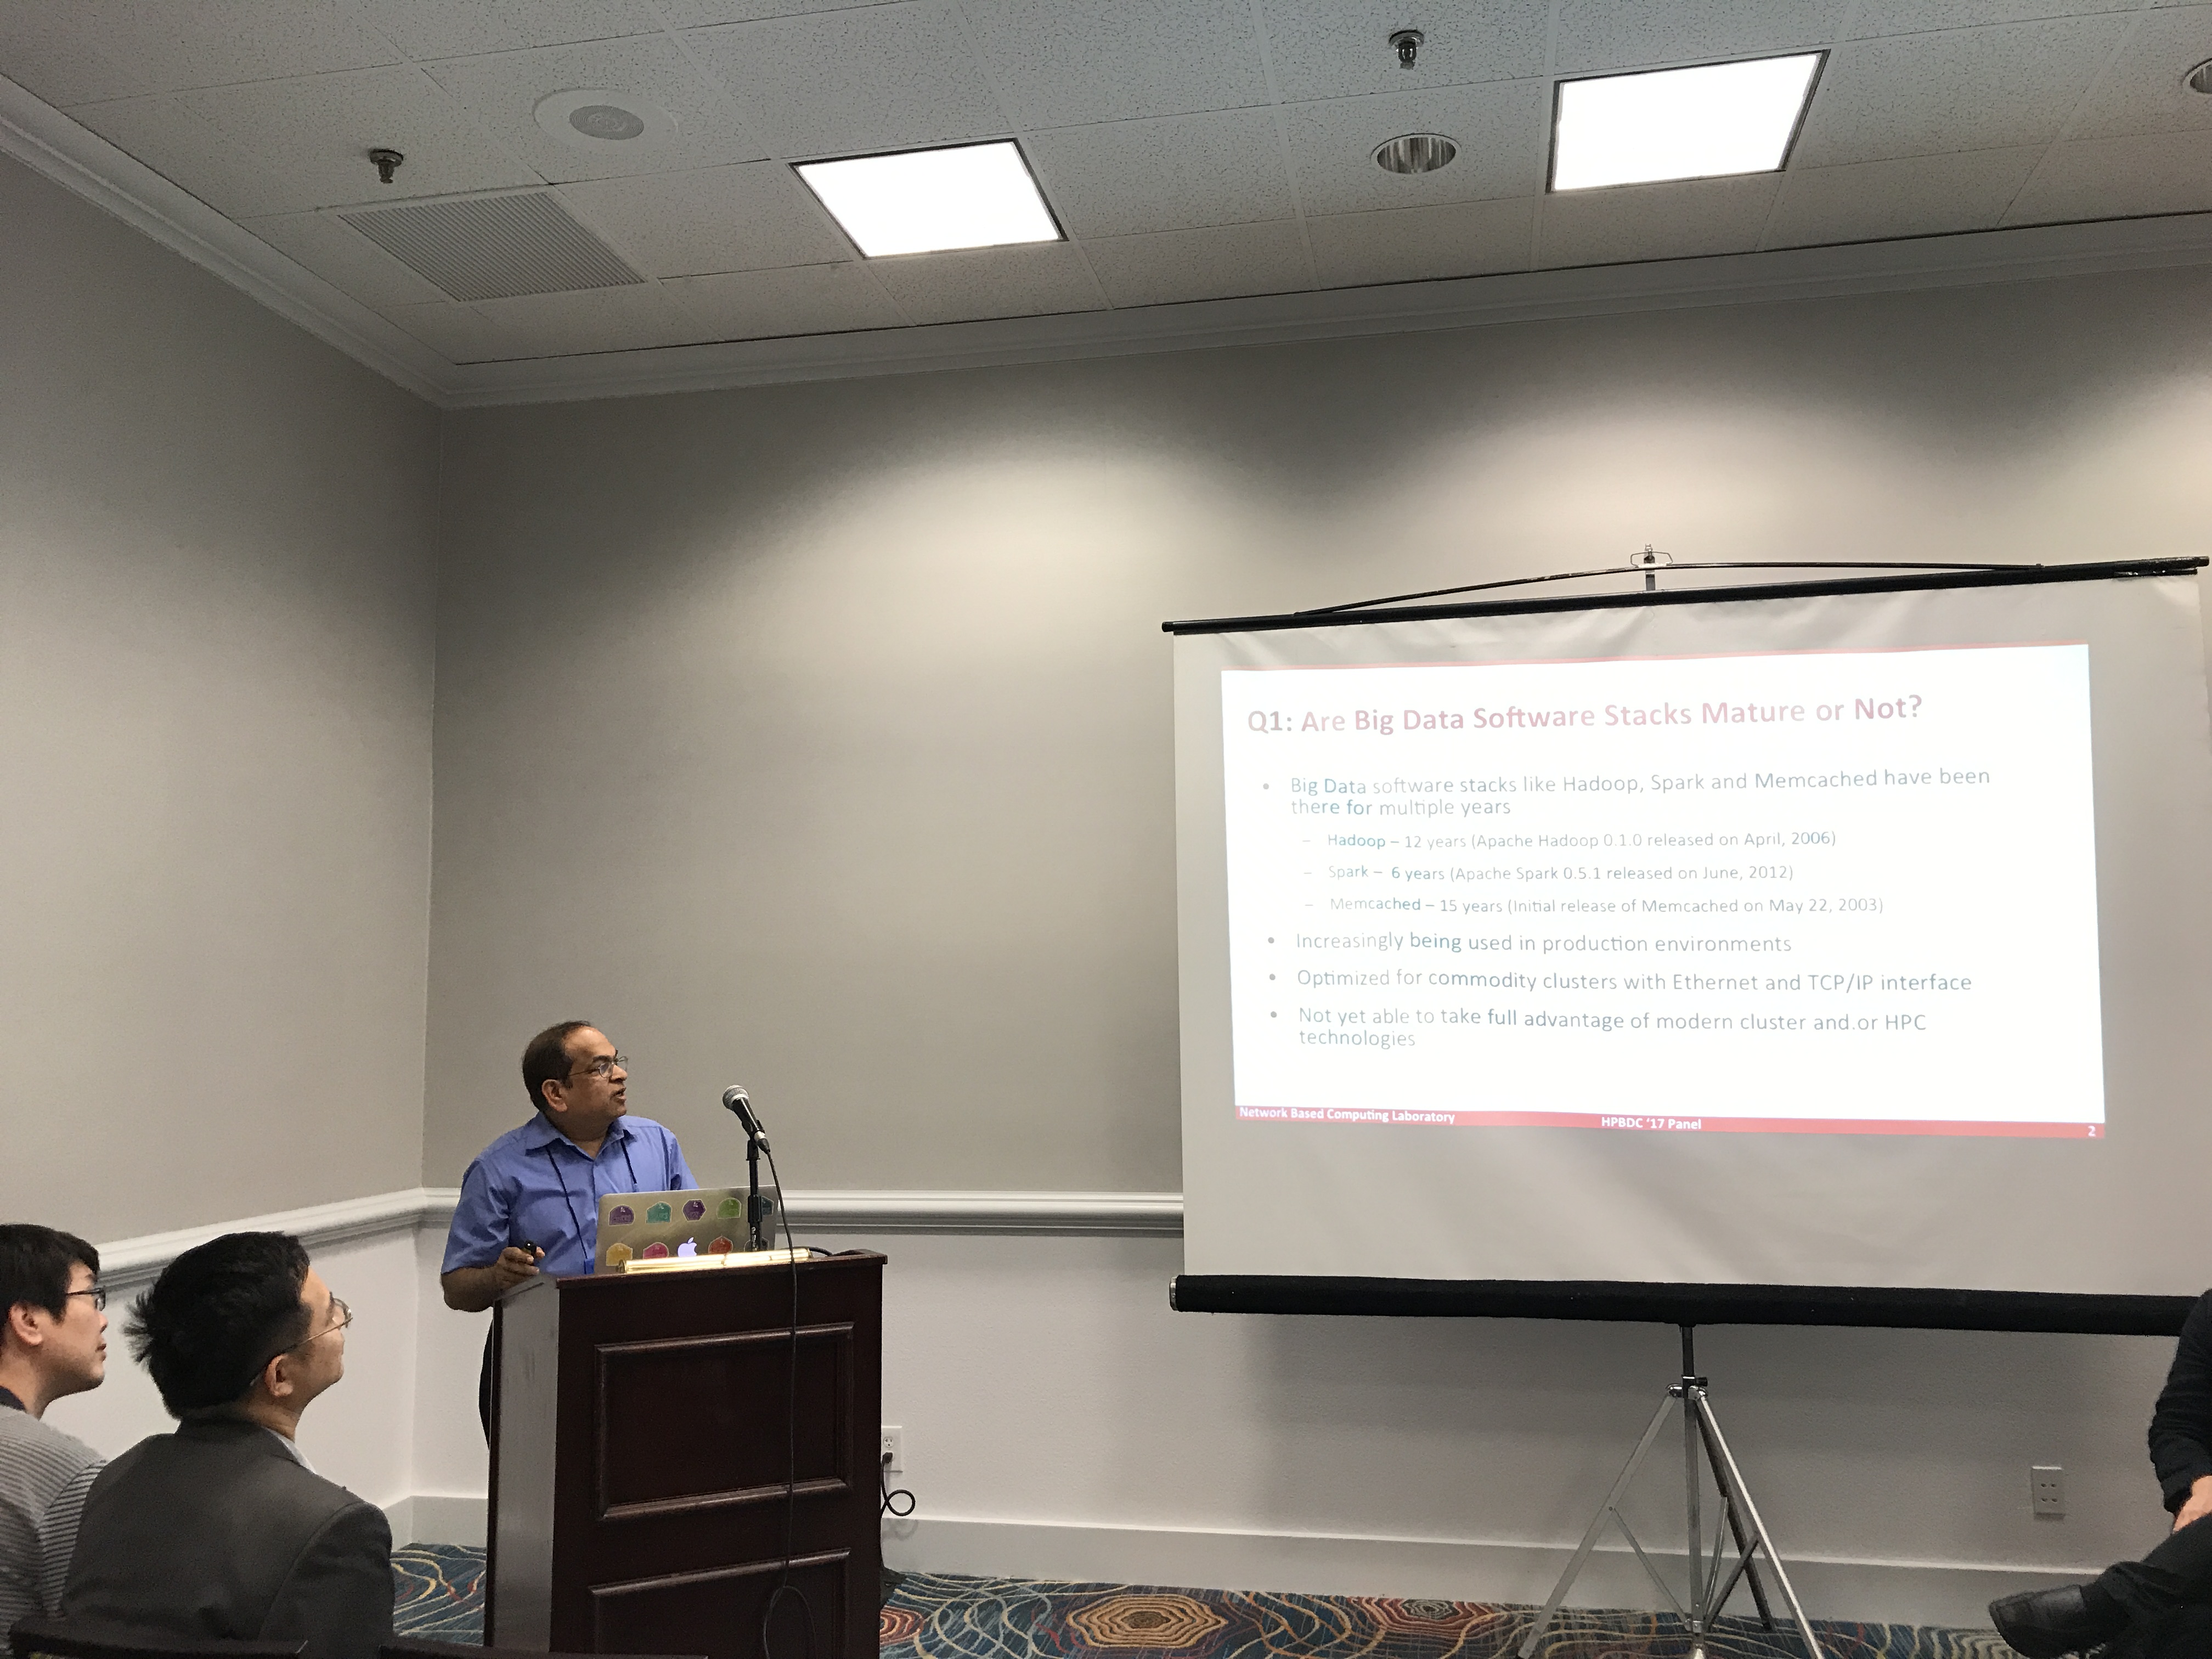 Q1: Are Big Data Software Stacks Mature or Not?
• Big Data software stacks like Hadoop, Spark and Memcached have been
there for multiple years
– Hadoop – 12 years (Apache Hadoop 0.1.0 released on April, 2006)
– Spark – 6 years (Apache Spark 0.5.1 released on June, 2012)
– Memcached – 15 years (Initial release of Memcached on May 22, 2003)
• Increasingly being used in production environments
• Optimized for commodity clusters with Ethernet and TCP/IP interface
• Not yet able to take full advantage of modern cluster and.or HPC
technologies
Network Based Computing Laboratory
HPBDC '17 Panel
2